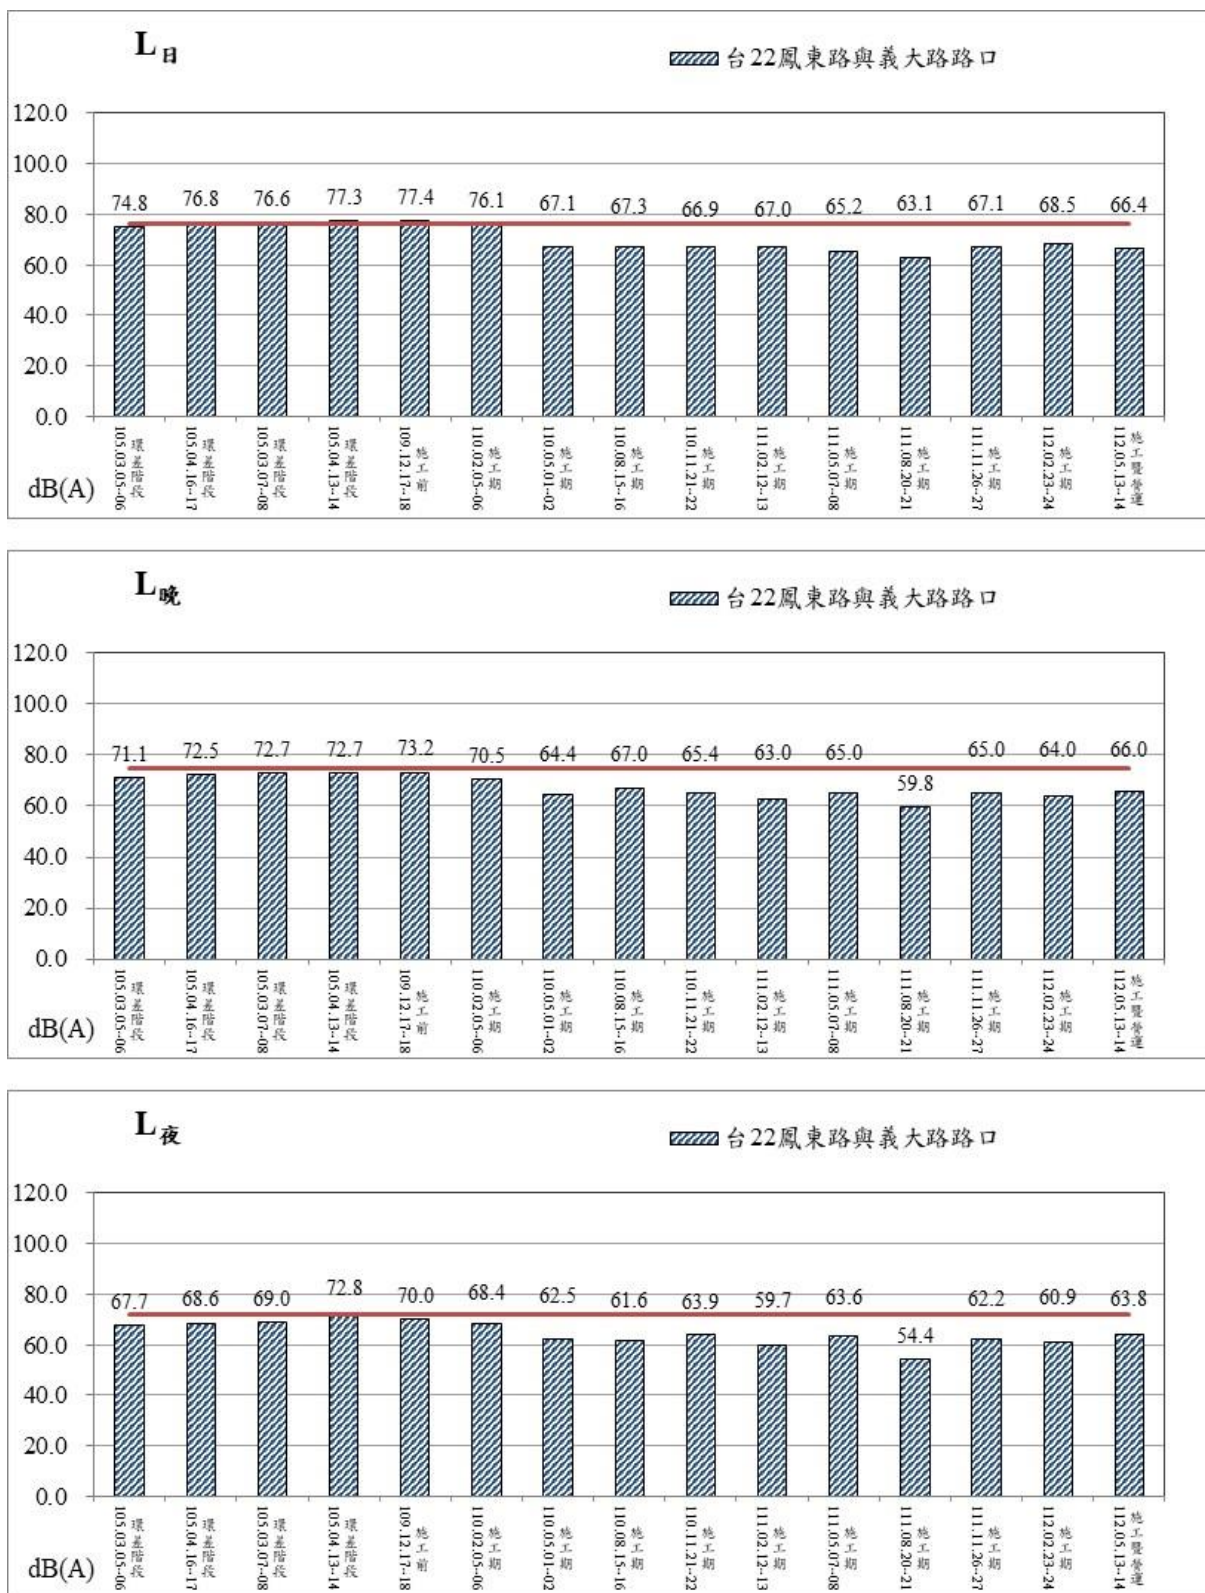 L日
台22鳳東路與義大路路口
120.0
100.0
80.0
60.0
40.0
20.0
0.0
74.8 76.8 76.6 77.3 77.4 76.1 67.1 67.3 66.9 67.0 65.2 63.1 67.1 68.5 66.4
dB(A)
環差階段 105.03.05~06
環差階段 105.04.16~17
環差階段 105.03.07~08
環差階段 105.04.13~14
施工前 109.12.17~18
施工期 110.02.05~06
施工期 110.05.01~02
施工期 110.08.15~16
施工期 110.11.21~22
施工期 111.02.12~13
施工期 111.05.07~08
施工期 111.08.20~21
施工期 111.11.26~27
施工期 112.02.23~24
施工暨營運 112.05.13~14
L晚
台22鳳東路與義大路路口
120.0
100.0
80.0
60.0
40.0
20.0
0.0
71.1 72.5 72.7 72.7 73.2 70.5 64.4 67.0 65.4 63.0 65.0 59.8 65.0 64.0 66.0
dB(A)
環差階段 105.03.05~06
環差階段 105.04.16~17
環差階段 105.03.07~08
環差階段 105.04.13~14
施工前 109.12.17~18
施工期 110.02.05~06
施工期 110.05.01~02
施工期 110.08.15~16
施工期 110.11.21~22
施工期 111.02.12~13
施工期 111.05.07~08
施工期 111.08.20~21
施工期 111.11.26~27
施工期 112.02.23~24
施工暨營運 112.05.13~14
L夜
台22鳳東路與義大路路口
120.0
100.0
80.0
60.0
40.0
20.0
0.0
67.7 68.6 69.0 72.8 70.0 68.4 62.5 61.6 63.9 59.7 63.6 54.4 62.2 60.9 63.8
dB(A)
環差階段 105.03.05~06
環差階段 105.04.16~17
環差階段 105.03.07~08
環差階段 105.04.13~14
施工前 109.12.17~18
施工期 110.02.05~06
施工期 110.05.01~02
施工期 110.08.15~16
施工期 110.11.21~22
施工期 111.02.12~13
施工期 111.05.07~08
施工期 111.08.20~21
施工期 111.11.26~27
施工期 112.02.23~24
施工暨營運 112.05.13~14